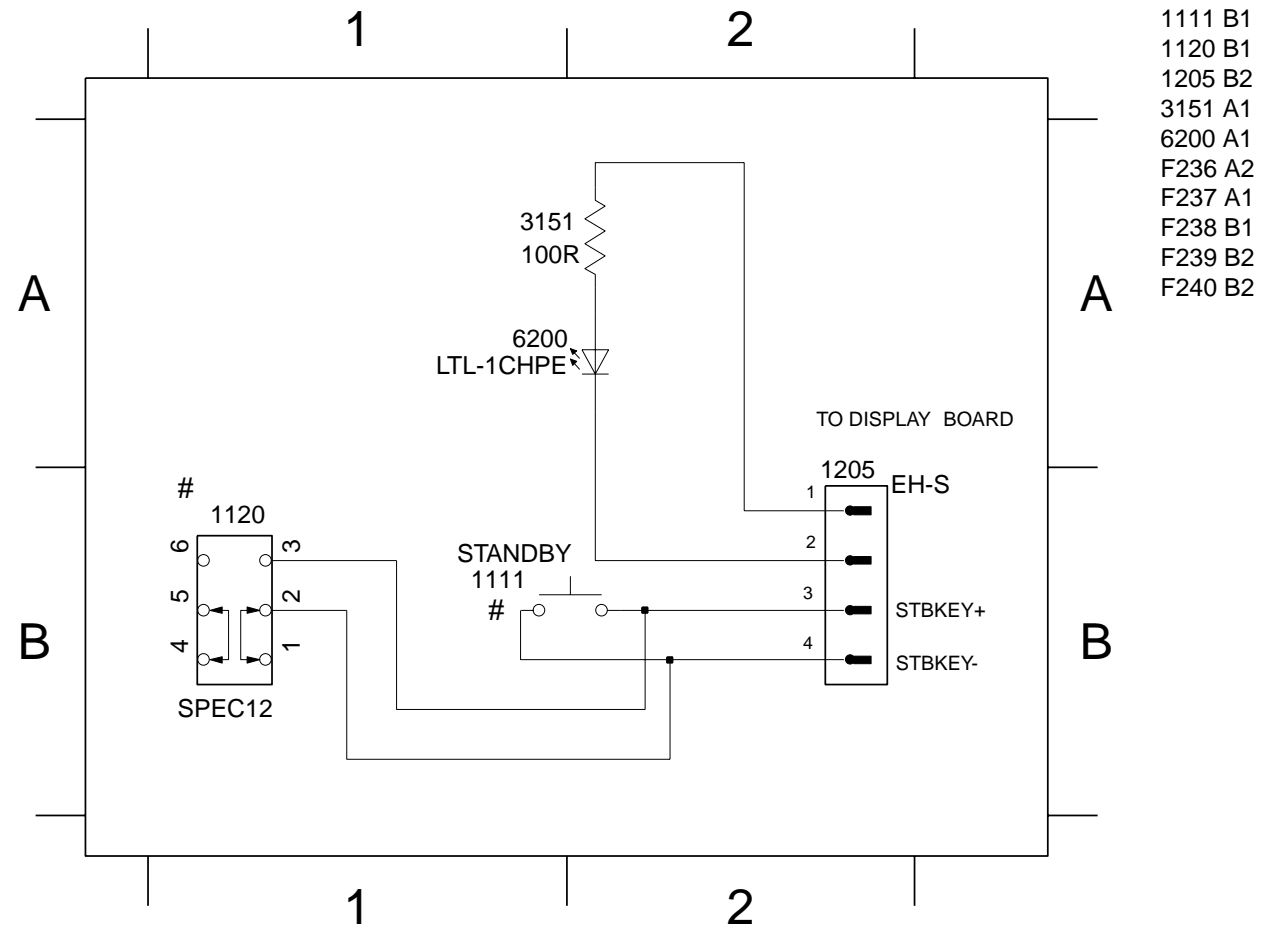 1
2
1111 B1
1120 B1
1205 B2
3151 A1
6200 A1
F236 A2
F237 A1
F238 B1
F239 B2
F240 B2
3151
100R
A
A
6200
LTL-1CHPE
TO DISPLAY BOARD
1205
EH-S
#
1120
1
2
3
4
STBKEY+
STBKEY-
STANDBY
1111
#
6
3
5
2
4
1
B
B
SPEC12
1
2